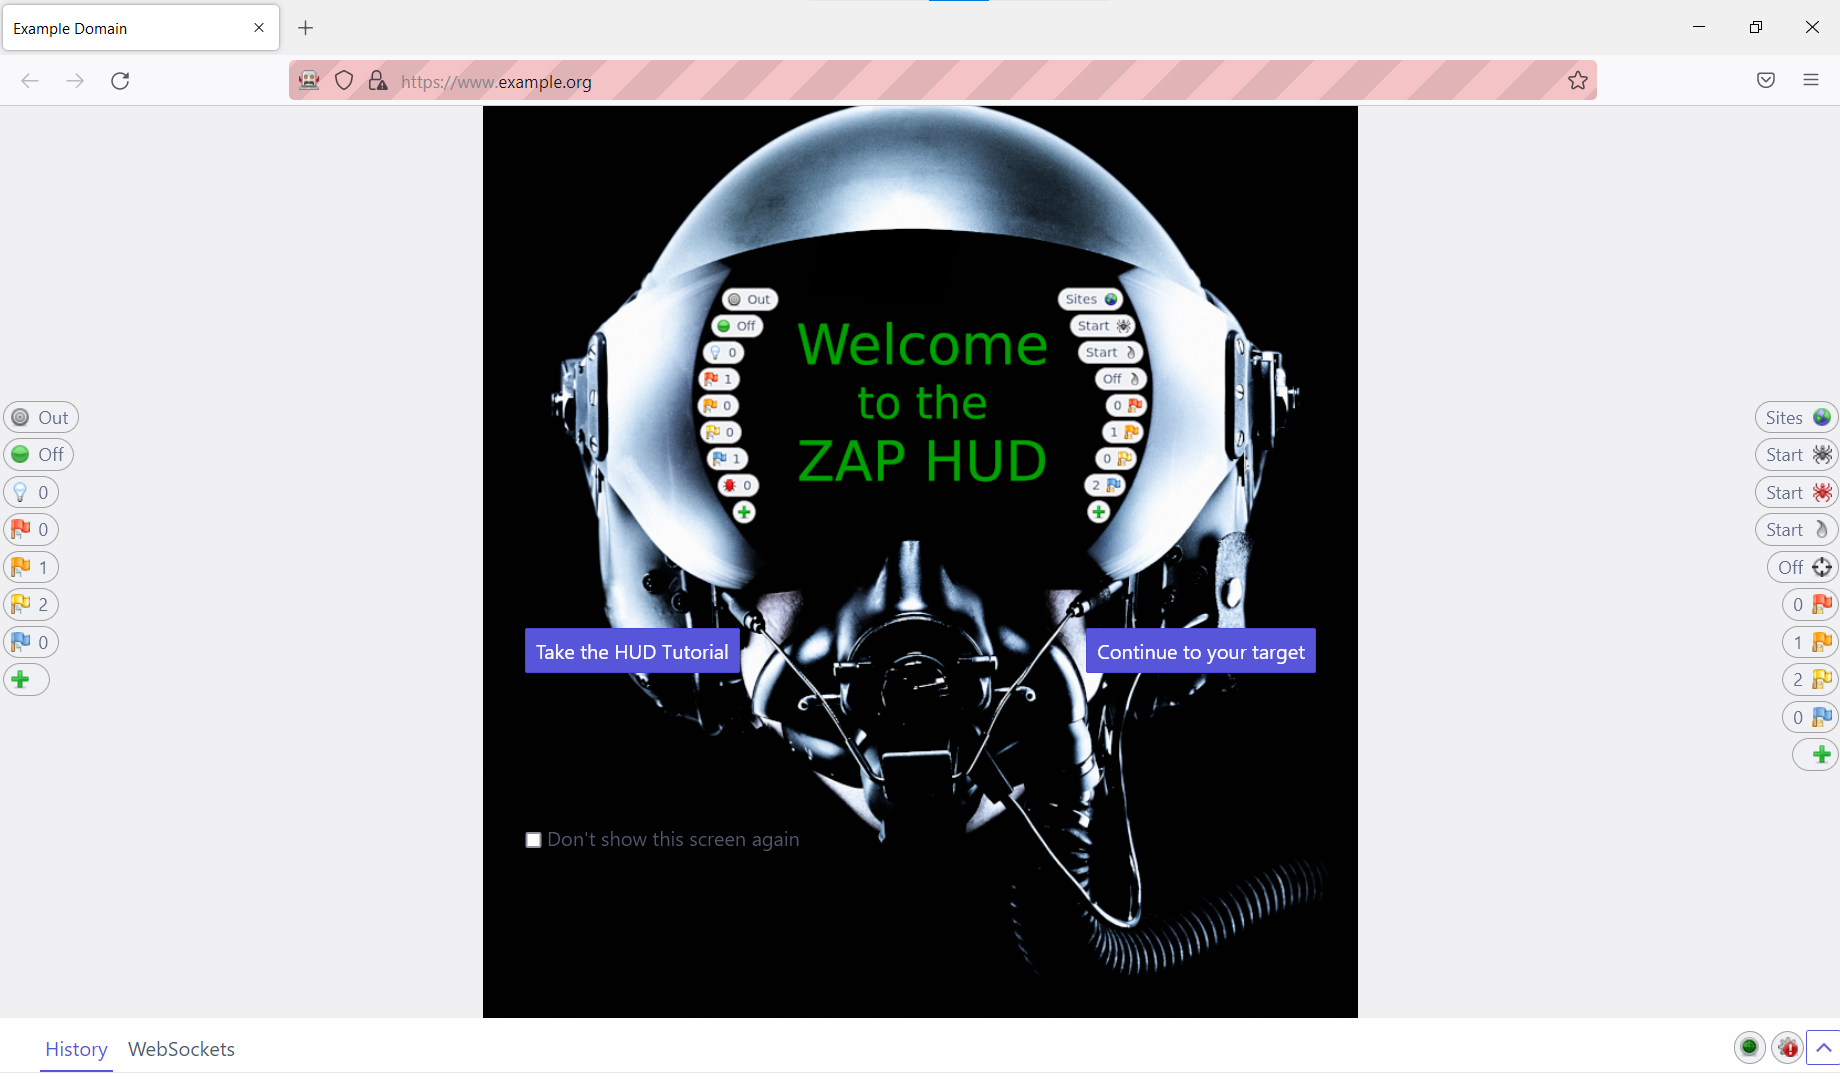 Example Domain
https://www.example.org
Out
Off
0
1
0
0
1
0
Sites
Start
Start
Off
0
1
0
2
Welcome
to the
ZAP HUD
Out
Off
0
0
1
2
0
Sites
Start
Start
Start
Off
0
1
2
0
Take the HUD Tutorial
Continue to your target
Don't show this screen again
History WebSockets